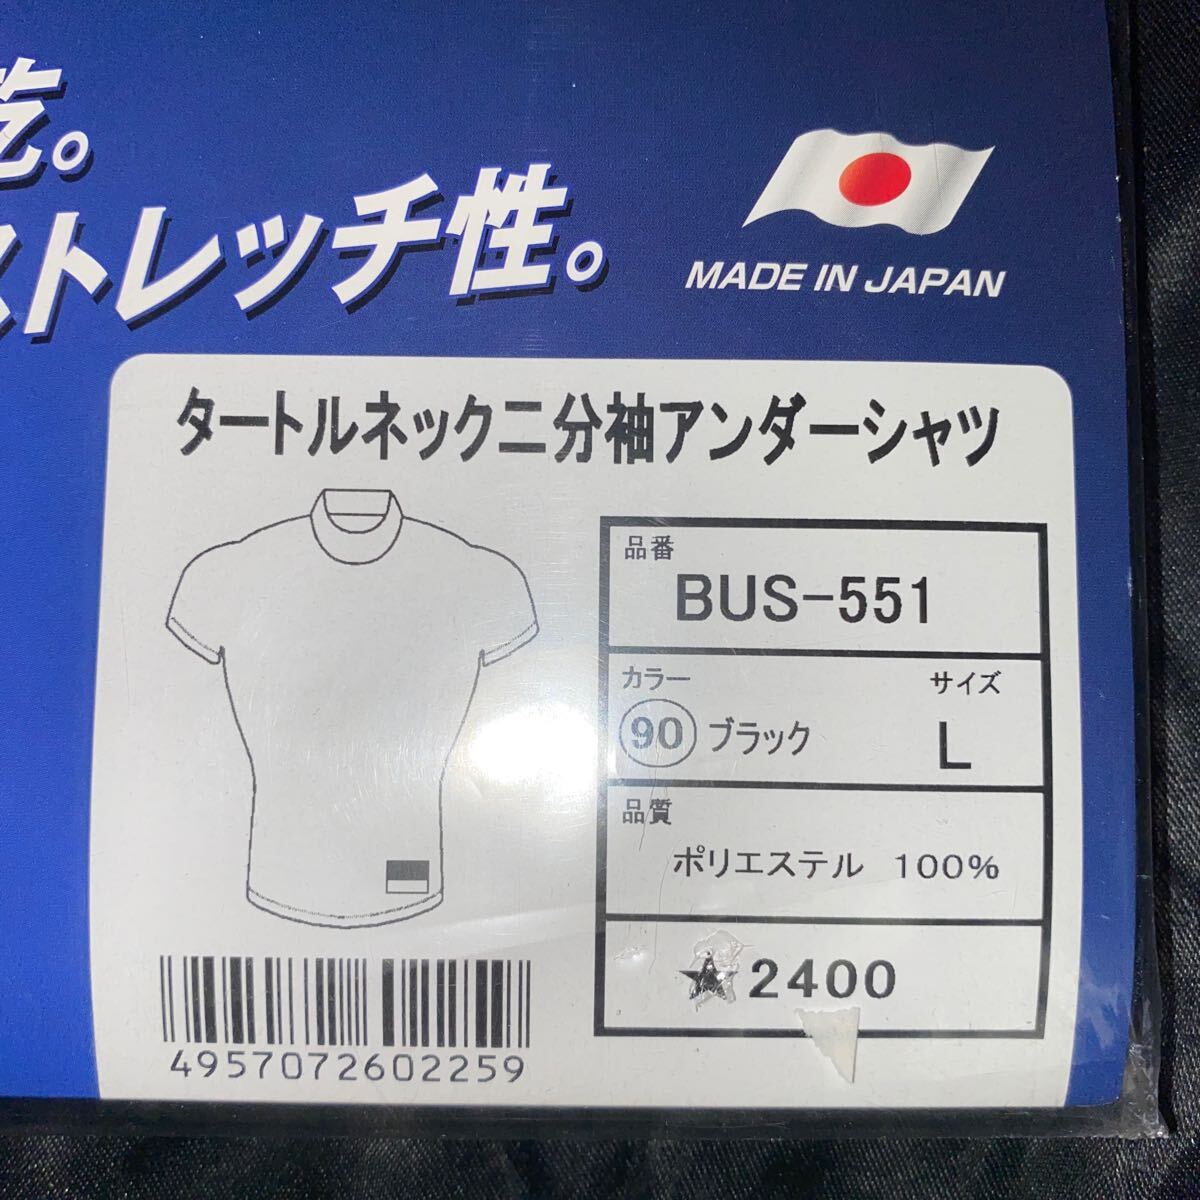 乾。
ストレッチ性。
MADE IN JAPAN
タートルネック二分袖アンダーシャツ
品番
BUS-551
カラー
サイズ
90 ブラック
L
品質
ポリエステル 100%
★2400
4957072602259